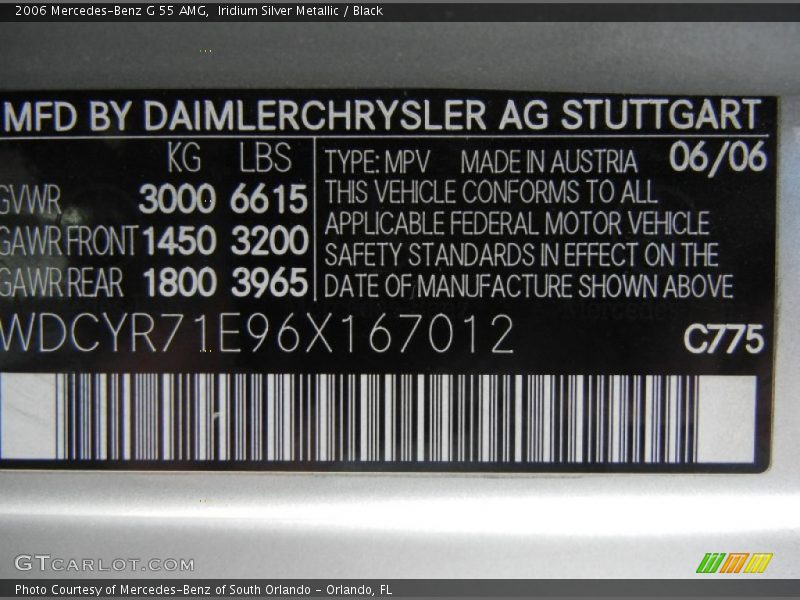 2006 Mercedes-Benz G 55 AMG,  Iridium Silver Metallic / Black
MFD BY DAIMLERCHRYSLER AG STUTTGART
KG LBS
GVWR 3000 6615
GAWR FRONT 1450 3200
GAWR REAR 1800 3965
TYPE: MPV MADE IN AUSTRIA 06/06
THIS VEHICLE CONFORMS TO ALL
APPLICABLE FEDERAL MOTOR VEHICLE
SAFETY STANDARDS IN EFFECT ON THE
DATE OF MANUFACTURE SHOWN ABOVE
WDCYR71E96X167012 C775
GTCARLOT.COM
Photo Courtesy of Mercedes-Benz of South Orlando - Orlando, FL